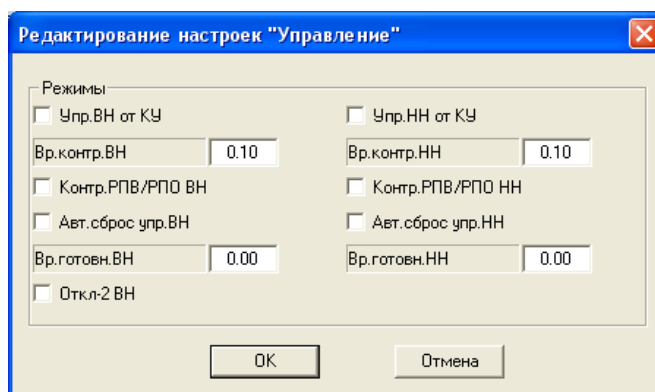 Редактирование настроек "Управление"
Режимы
Упр.ВН от КУ
Упр.НН от КУ
Вр.контр.ВН 0.10
Вр.контр.НН 0.10
Контр.РПВ/РПО ВН
Контр.РПВ/РПО НН
Авт.сброс упр.ВН
Авт.сброс упр.НН
Вр.готовн.ВН 0.00
Вр.готовн.НН 0.00
Откл-2 ВН
OK
Отмена